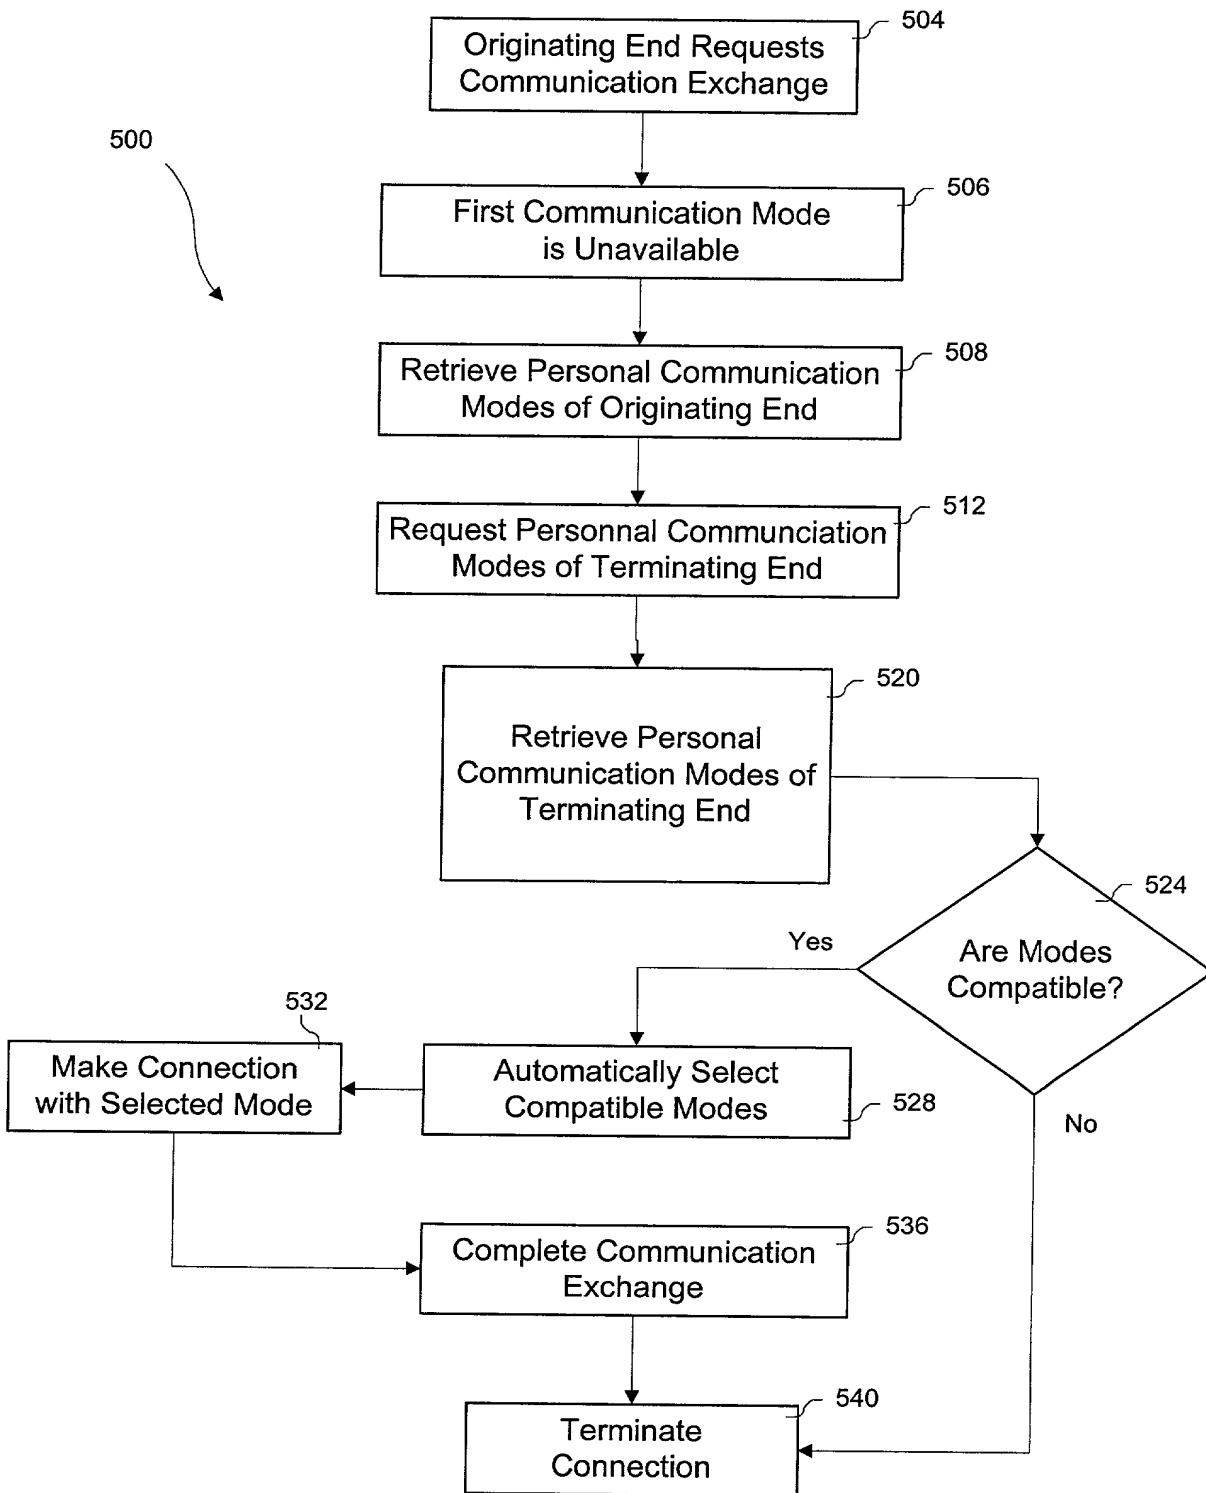 504
Originating End Requests
Communication Exchange
500
506
First Communication Mode
is Unavailable
508
Retrieve Personal Communication
Modes of Originating End
512
Request Personnal Communciation
Modes of Terminating End
520
Retrieve Personal
Communication Modes of
Terminating End
524
Are Modes
Compatible?
Yes
No
532
Make Connection
with Selected Mode
Automatically Select
Compatible Modes
528
536
Complete Communication
Exchange
540
Terminate
Connection